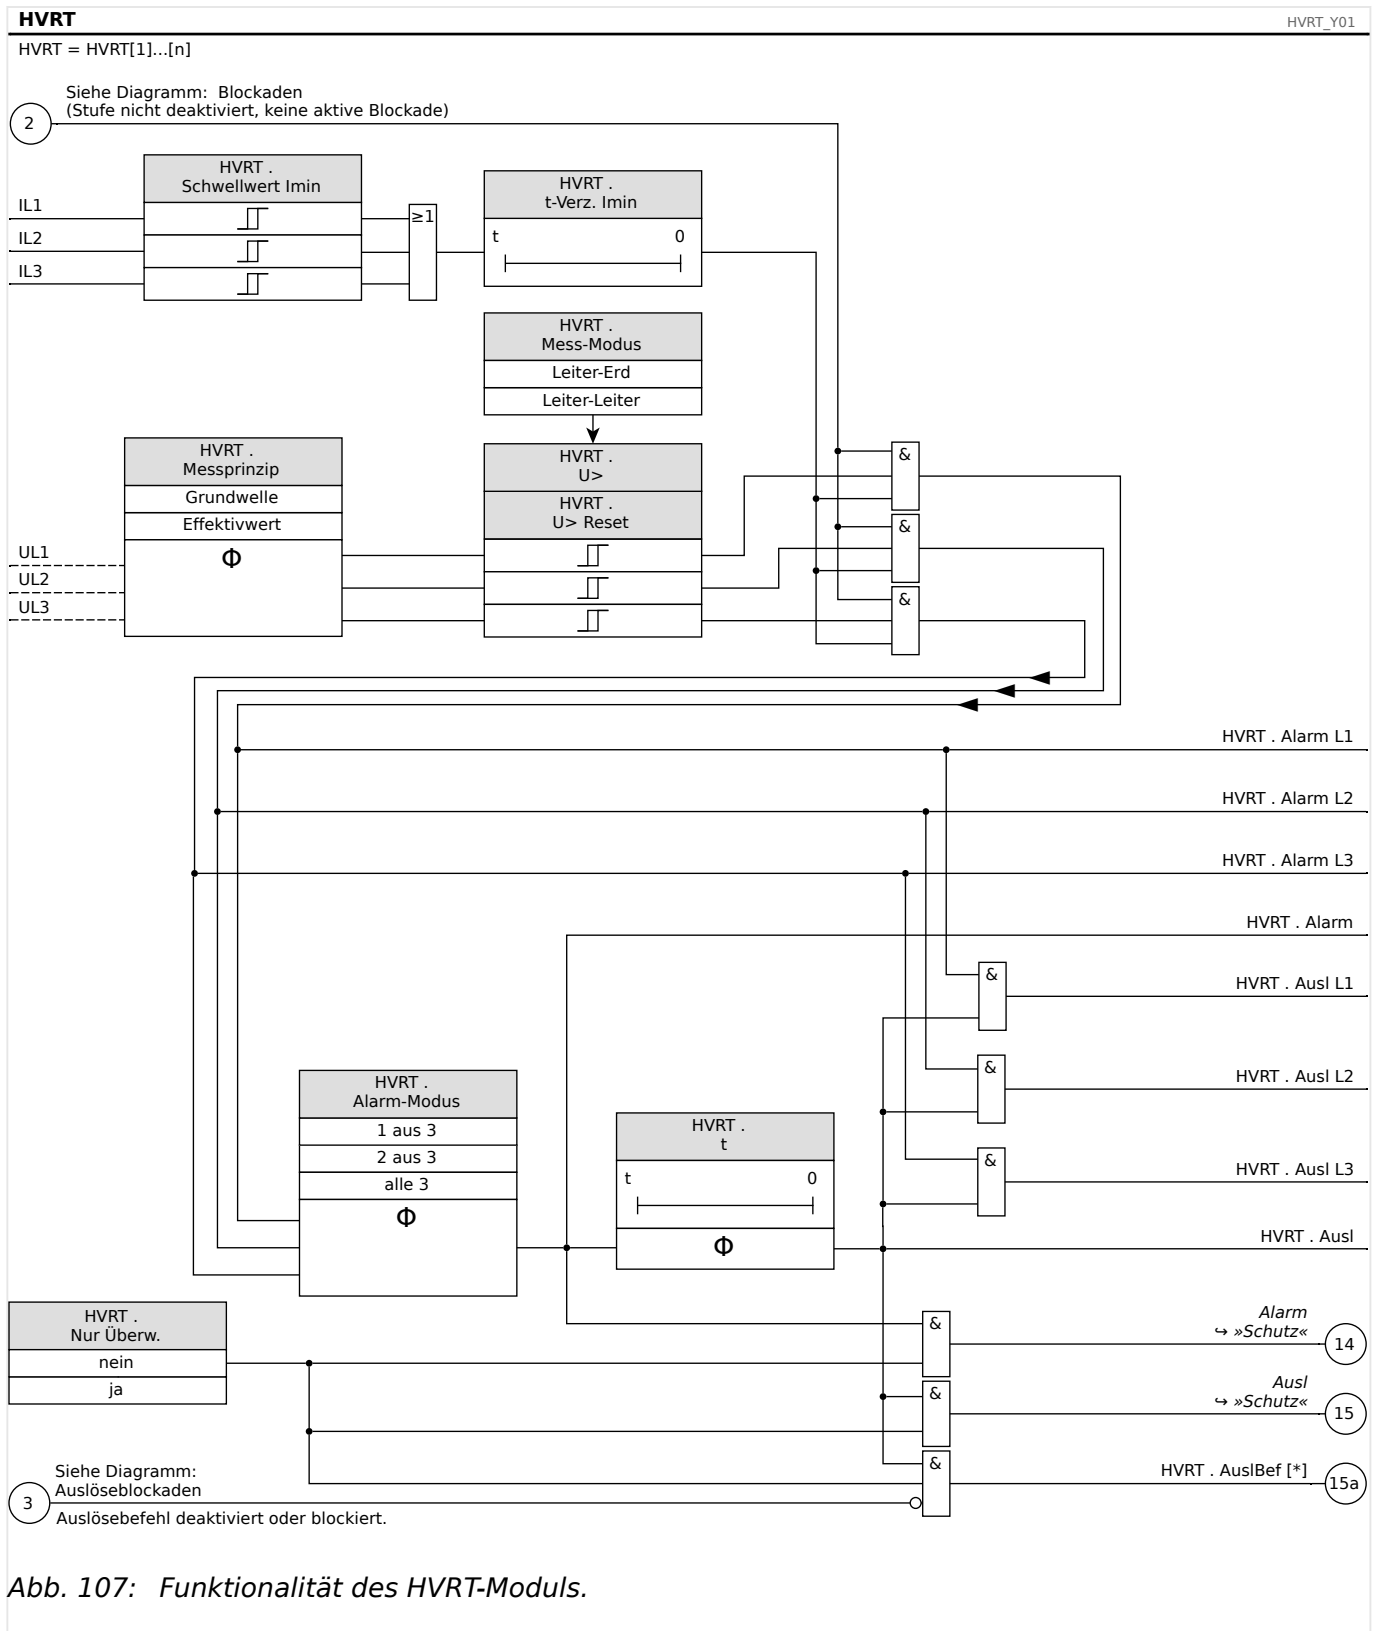 HVRT
HVRT_Y01
HVRT = HVRT[1]...[n]
Siehe Diagramm:  Blockaden
(Stufe nicht deaktiviert, keine aktive Blockade)
2
HVRT .
Schwellwert Imin
IL1
IL2
IL3
≥1
HVRT .
t-Verz. Imin
t
0
HVRT .
Mess-Modus
Leiter-Erd
Leiter-Leiter
HVRT .
Messprinzip
Grundwelle
Effektivwert
Φ
UL1
UL2
UL3
HVRT .
U>
HVRT .
U> Reset
&
&
&
HVRT . Alarm L1
HVRT . Alarm L2
HVRT . Alarm L3
HVRT . Alarm
&
HVRT . Ausl L1
&
HVRT . Ausl L2
&
HVRT . Ausl L3
HVRT .
Alarm-Modus
1 aus 3
2 aus 3
alle 3
Φ
HVRT .
t
t
0
Φ
HVRT . Ausl
HVRT .
Nur Überw.
nein
ja
&
Alarm
↪ »Schutz«
14
&
Ausl
↪ »Schutz«
15
&
HVRT . AuslBef [*]
15a
Siehe Diagramm:
Auslöseblockaden
3
Auslösebefehl deaktiviert oder blockiert.
Abb. 107:   Funktionalität des HVRT-Moduls.